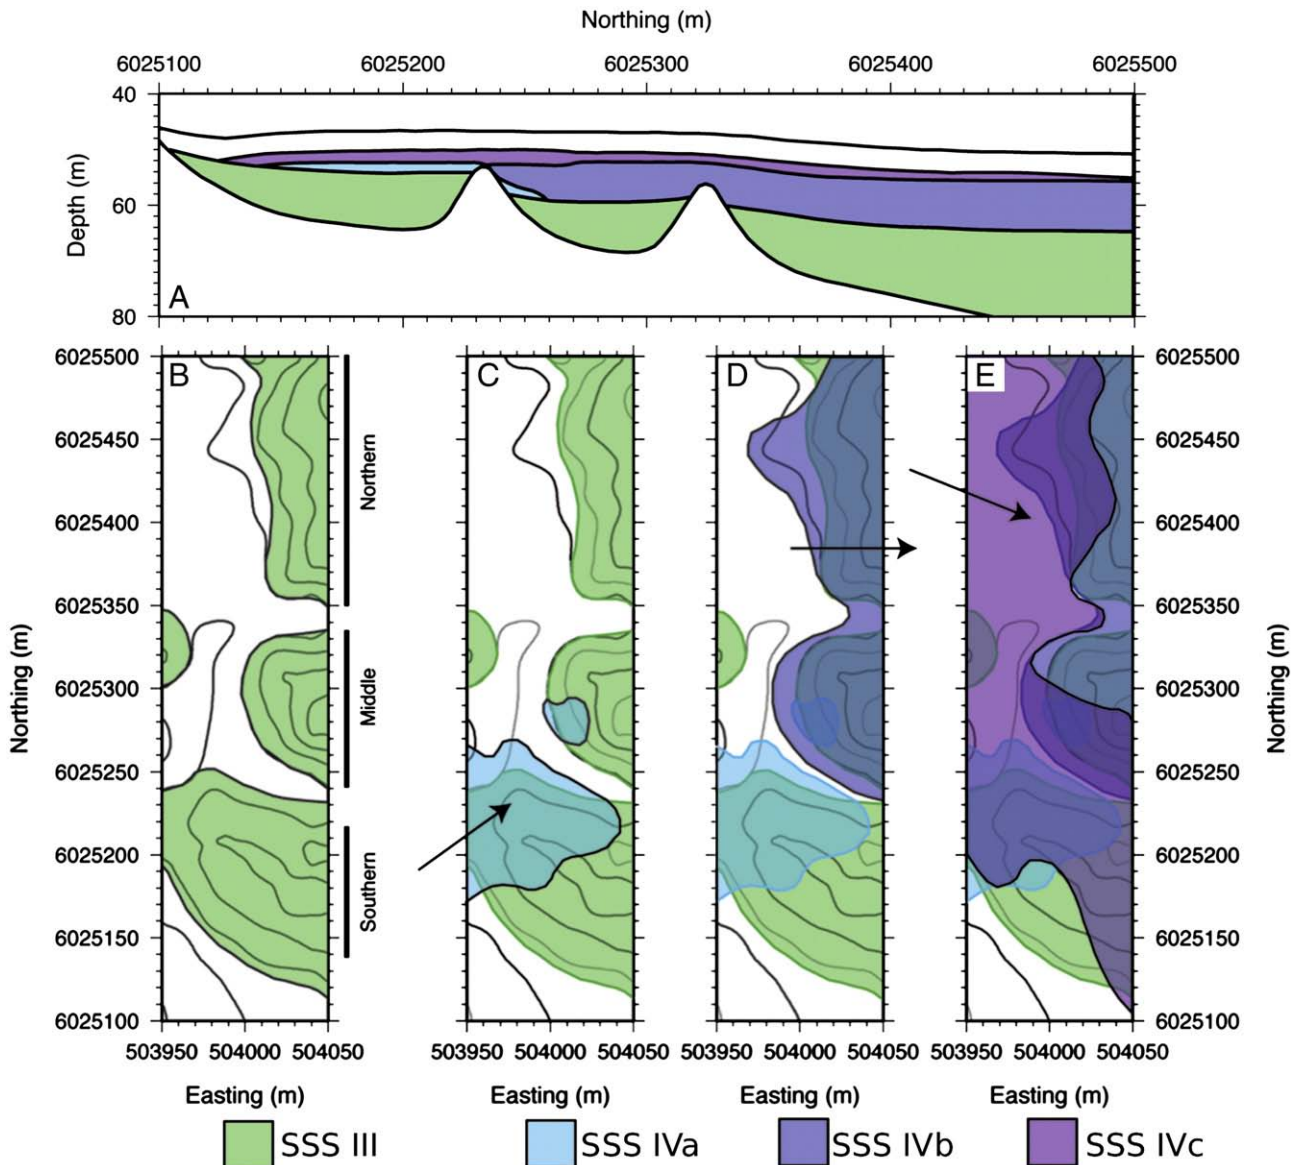 Northing (m)
6025100 6025200 6025300 6025400 6025500
40
60
80
Depth (m)
A
6025500
6025450
6025400
6025350
6025300
6025250
6025200
6025150
6025100
Northing (m)
B
Northern
Middle
Southern
C
D
E
6025500
6025450
6025400
6025350
6025300
6025250
6025200
6025150
6025100
Northing (m)
503950 504000 504050 503950 504000 504050 503950 504000 504050 503950 504000 504050
Easting (m) Easting (m) Easting (m) Easting (m)
SSS III SSS IVa SSS IVb SSS IVc